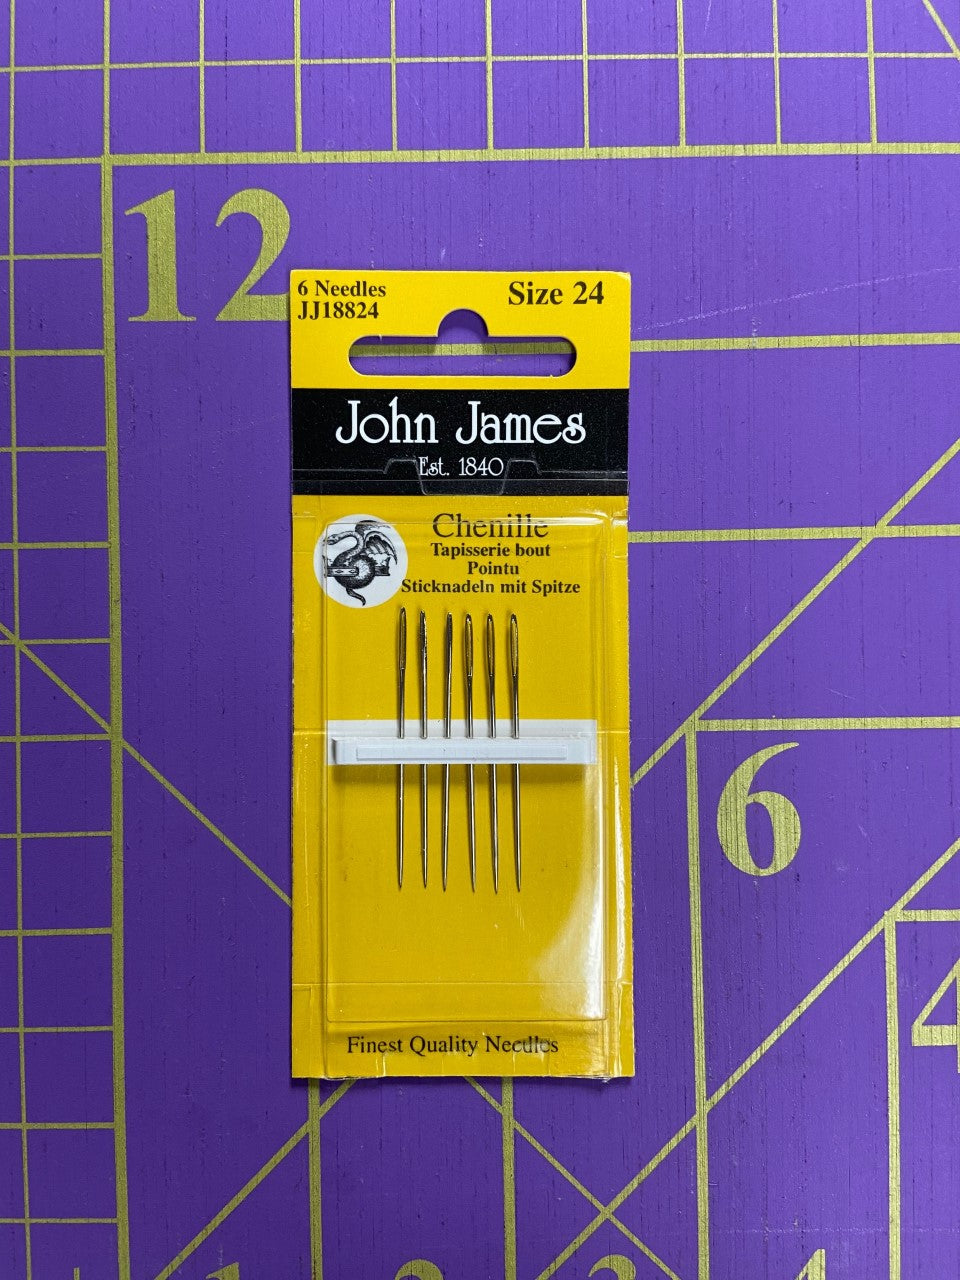 12
6 Needles
JJ18824
Size 24
John James
Est. 1840
Chenille
Tapisserie bout
Pointu
Sticknadeln mit Spitze
6
4
Finest Quality Needles